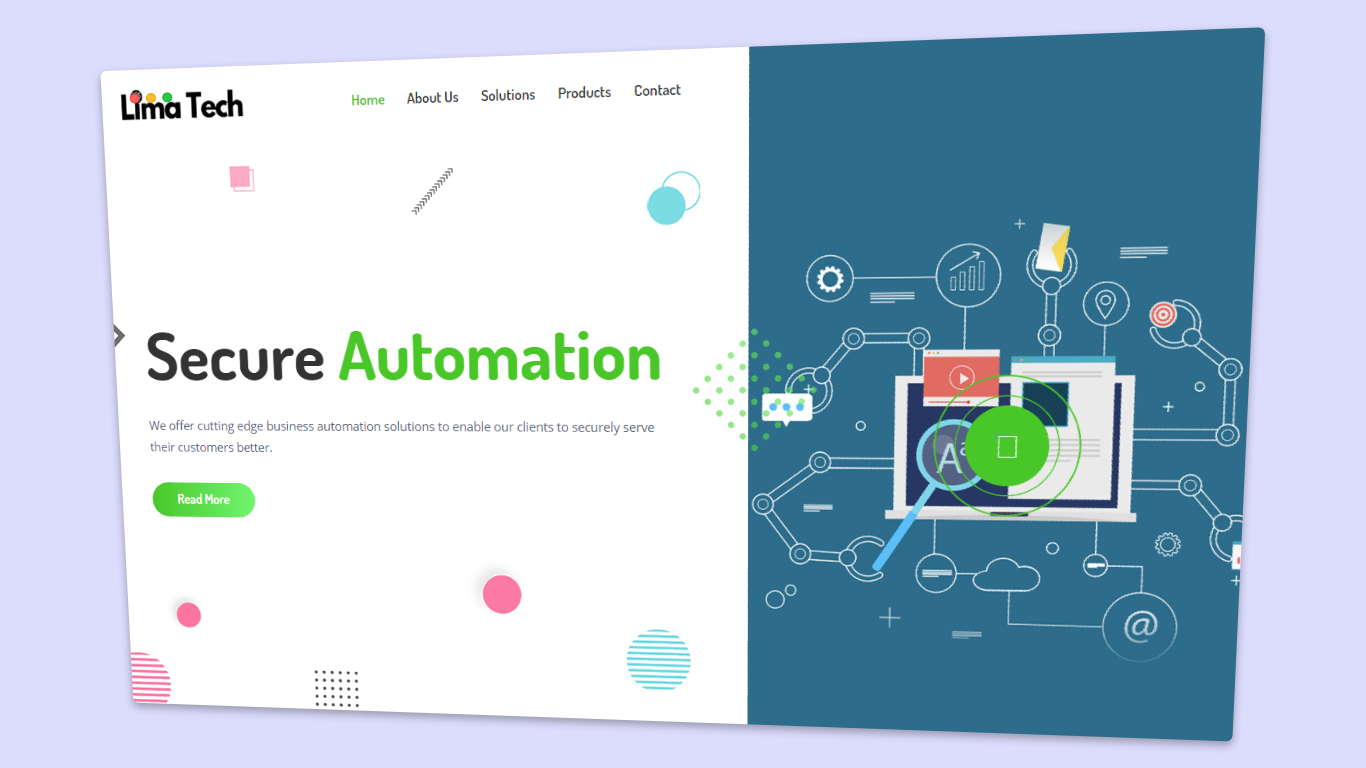 Lima Tech
Home About Us Solutions Products Contact
Secure Automation
We offer cutting edge business automation solutions to enable our clients to securely serve
their customers better.
Read More
Aa
@